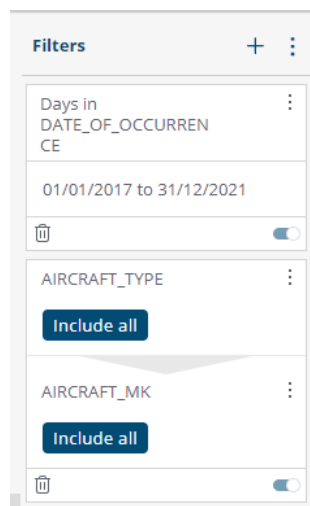 Filters
Days in
DATE_OF_OCCURREN
CE
01/01/2017 to 31/12/2021
AIRCRAFT_TYPE
Include all
AIRCRAFT_MK
Include all